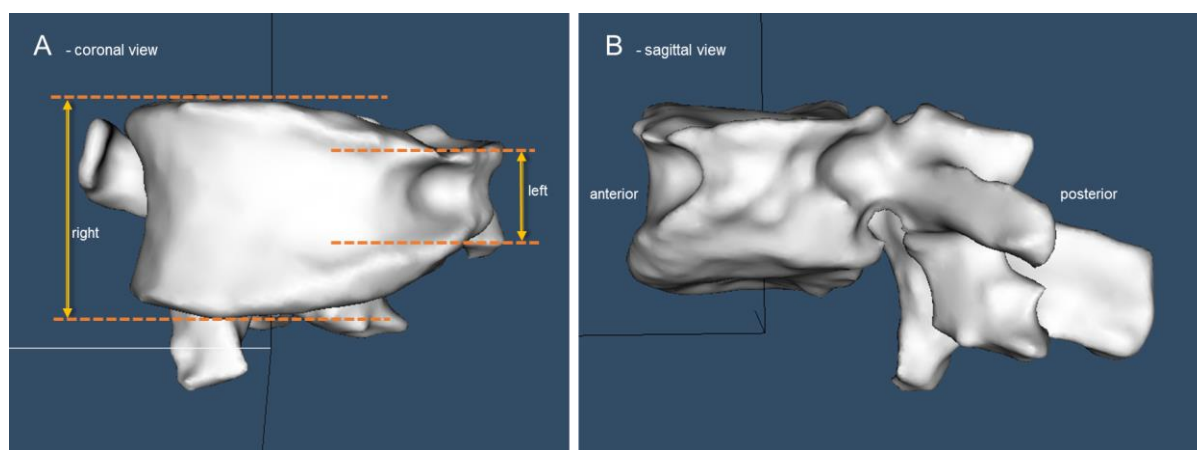 A - coronal view
right
left
B - sagittal view
anterior
posterior